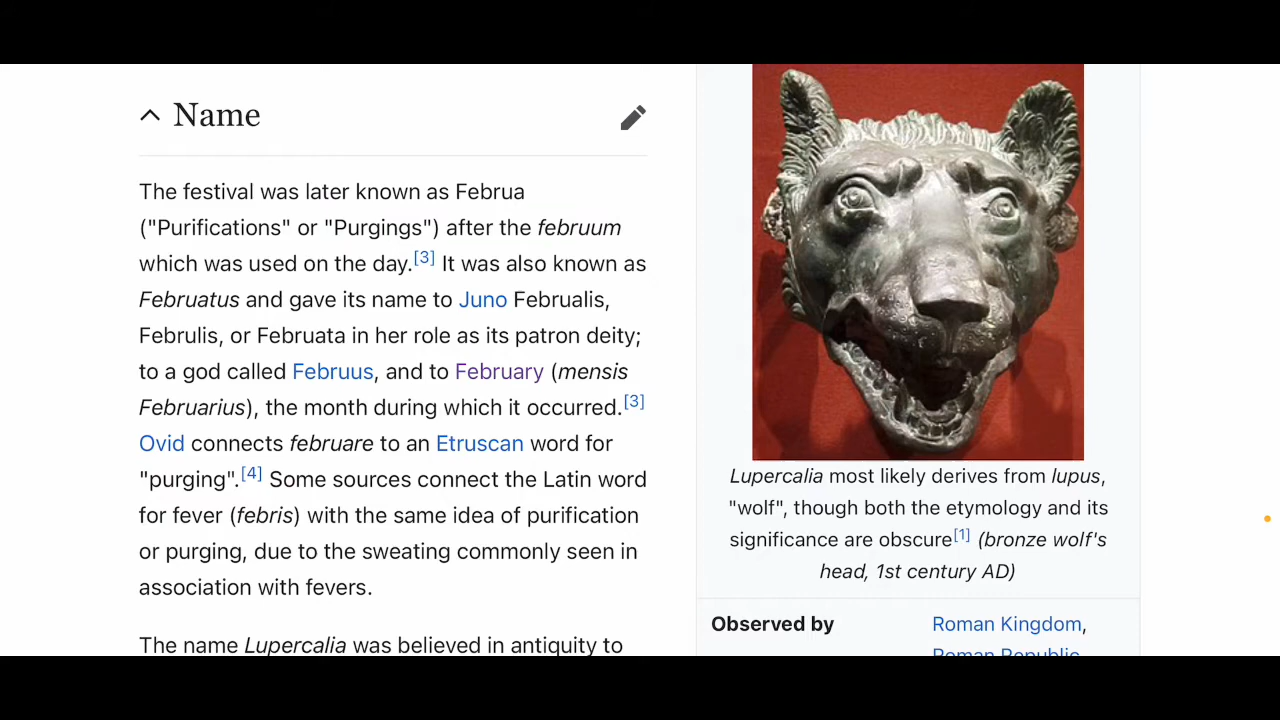 Name
The festival was later known as Februa
("Purifications" or "Purgings") after the februum
which was used on the day.[3] It was also known as
Februatus and gave its name to Juno Februalis,
Februlis, or Februata in her role as its patron deity;
to a god called Februus, and to February (mensis
Februarius), the month during which it occurred.[3]
Ovid connects februare to an Etruscan word for
"purging".[4] Some sources connect the Latin word
for fever (febris) with the same idea of purification
or purging, due to the sweating commonly seen in
association with fevers.
The name Lupercalia was believed in antiquity to
Lupercalia most likely derives from lupus,
"wolf", though both the etymology and its
significance are obscure[1] (bronze wolf's
head, 1st century AD)
Observed by
Roman Kingdom,
Roman Republic